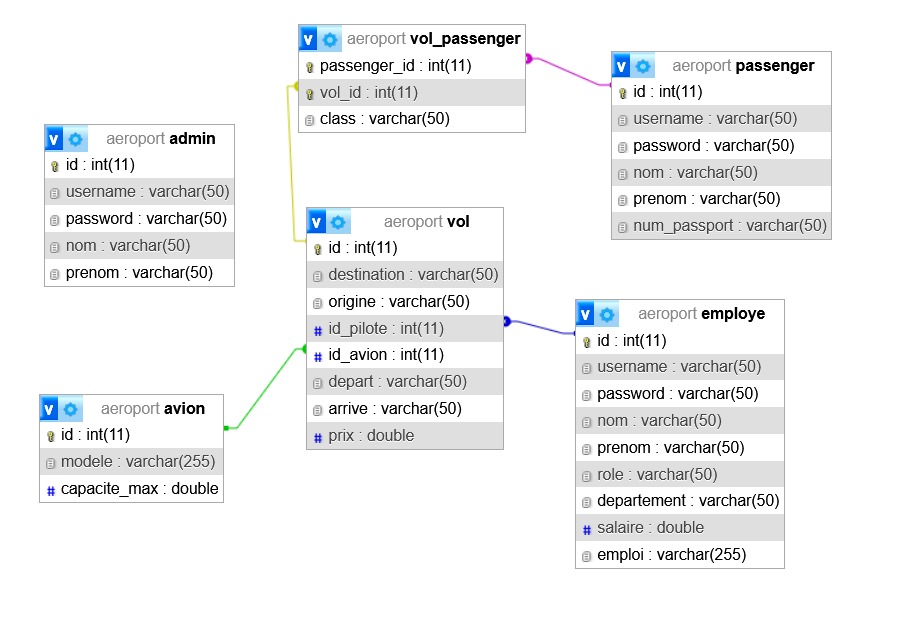 v aeroport vol_passenger
passenger_id : int(11)
vol_id : int(11)
class : varchar(50)
v aeroport passenger
id : int(11)
username : varchar(50)
password : varchar(50)
nom : varchar(50)
prenom : varchar(50)
num_passport : varchar(50)
v aeroport admin
id : int(11)
username : varchar(50)
password : varchar(50)
nom : varchar(50)
prenom : varchar(50)
v aeroport vol
id : int(11)
destination : varchar(50)
origine : varchar(50)
# id_pilote : int(11)
# id_avion : int(11)
depart : varchar(50)
arrive : varchar(50)
# prix : double
v aeroport employe
id : int(11)
username : varchar(50)
password : varchar(50)
nom : varchar(50)
prenom : varchar(50)
role : varchar(50)
departement : varchar(50)
# salaire : double
emploi : varchar(255)
v aeroport avion
id : int(11)
modele : varchar(255)
# capacite_max : double